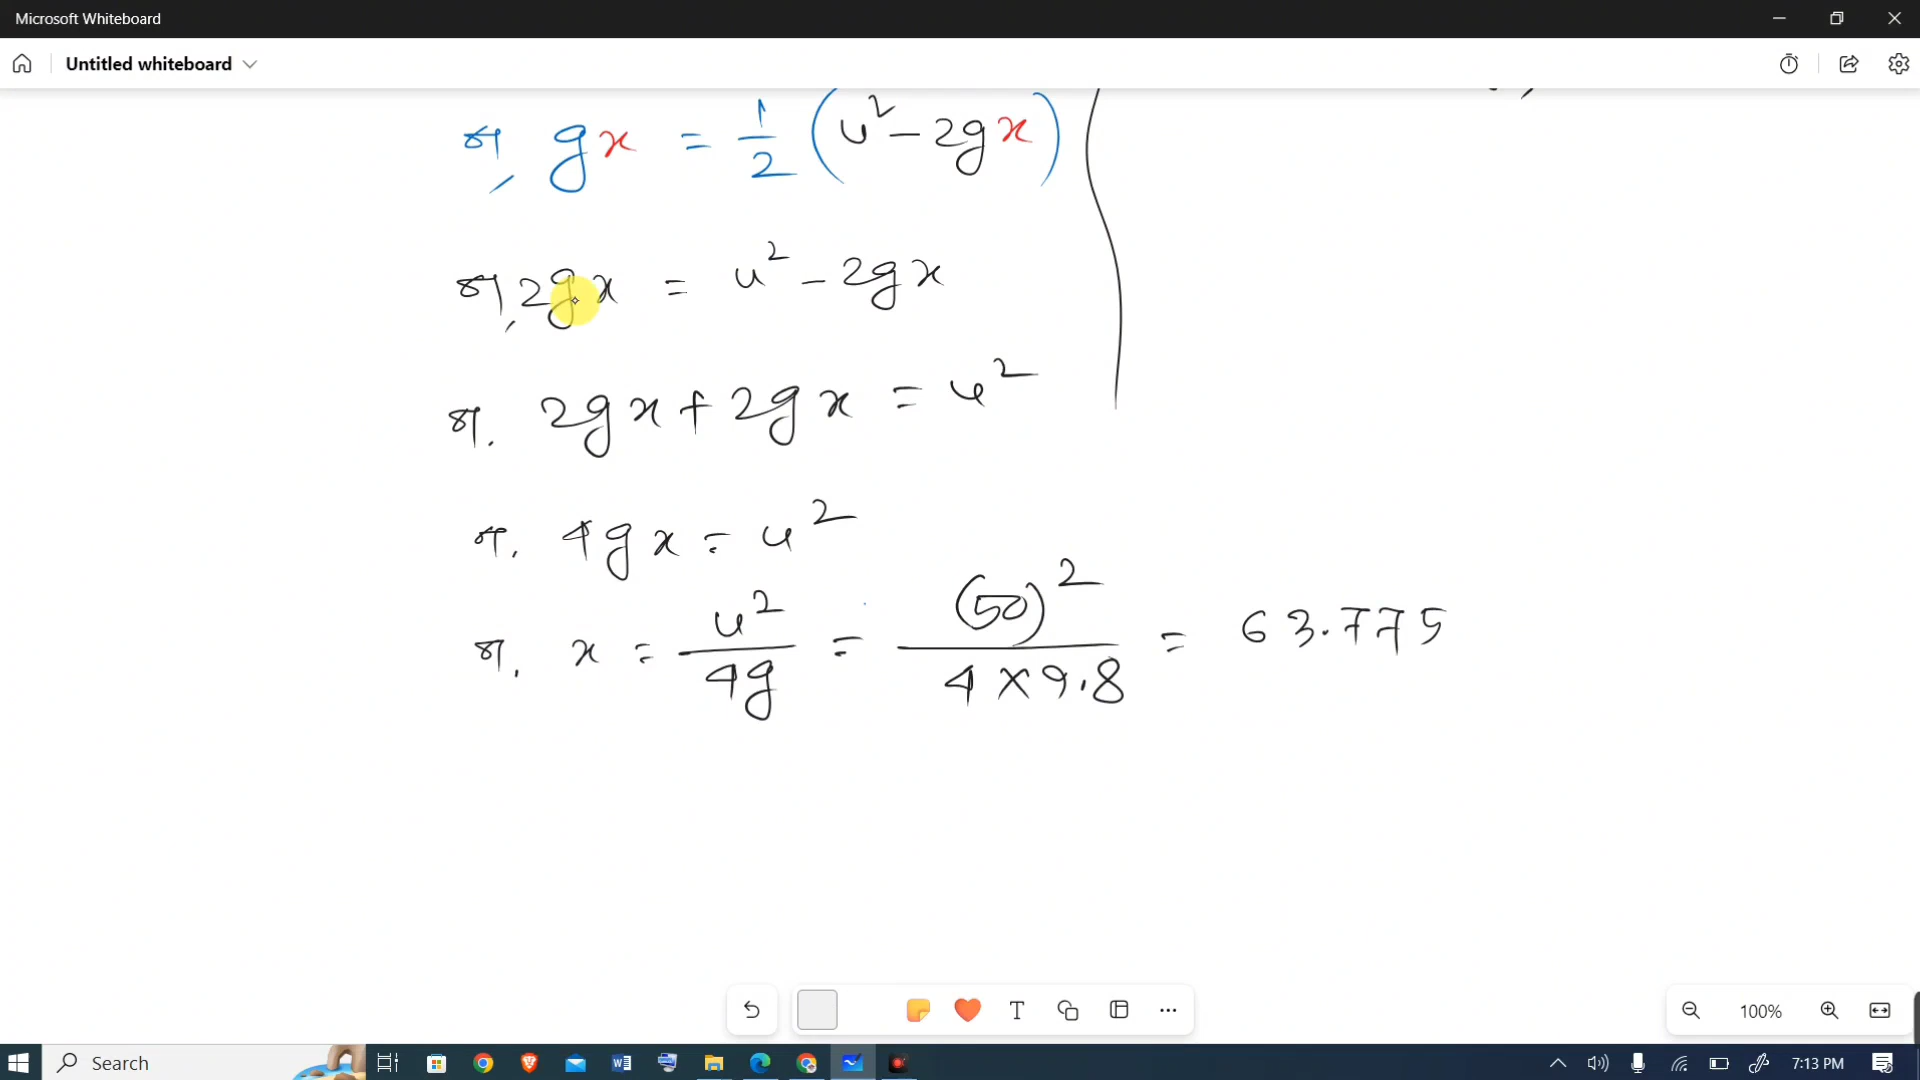 Microsoft Whiteboard
Untitled whiteboard
বা, gx = 1/2 (u² - 2gx)
বা, 2gx = u² - 2gx
বা, 2gx + 2gx = u²
বা, 4gx = u²
বা, x = u²/4g = (50)²/4×9.8 = 63.775
100%
Search
7:13 PM